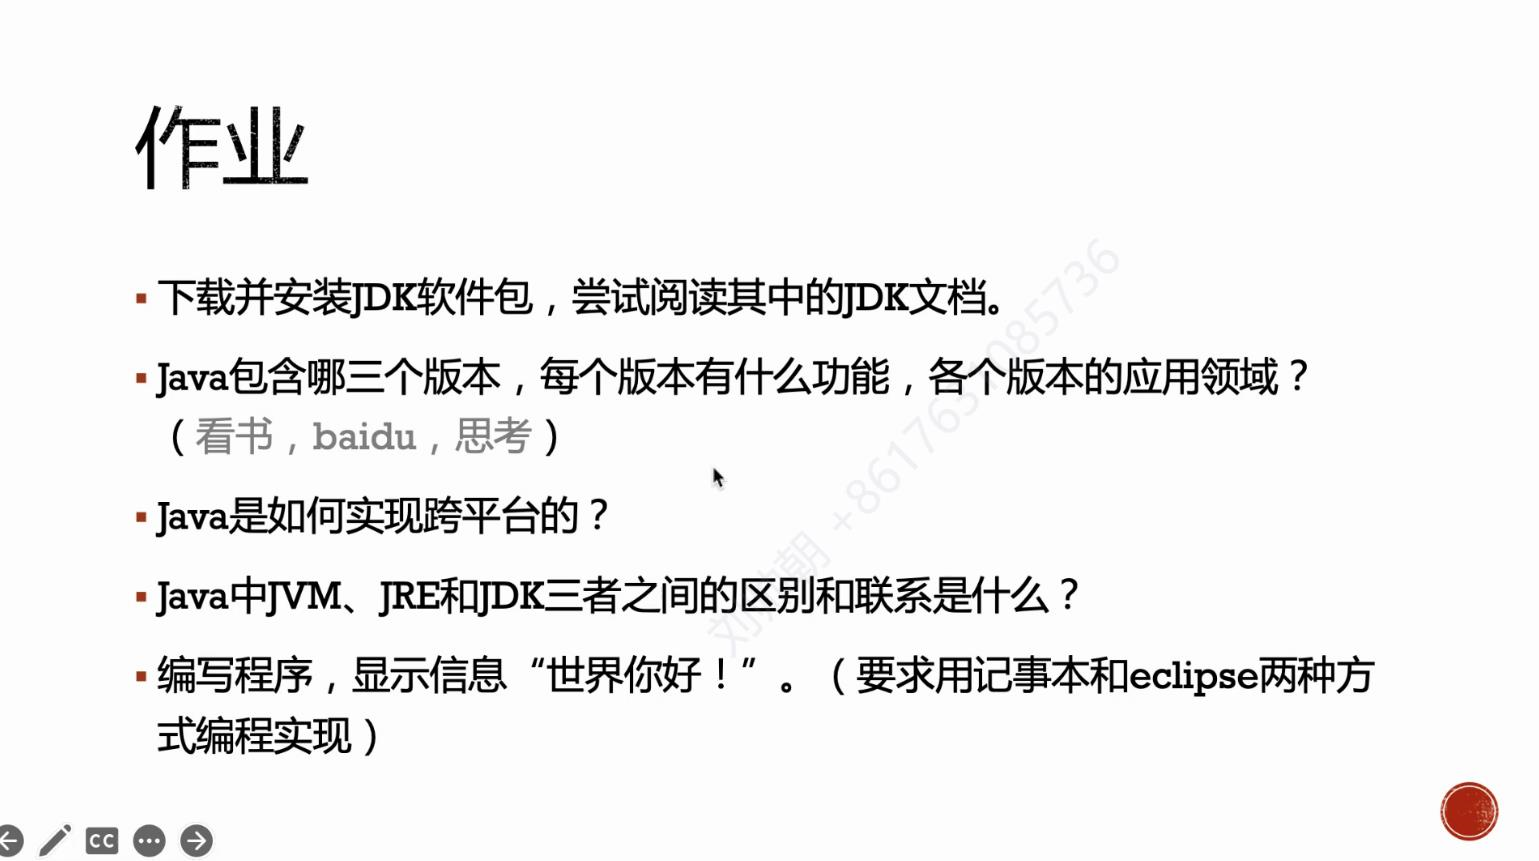 作业
下载并安装JDK软件包，尝试阅读其中的JDK文档。
Java包含哪三个版本，每个版本有什么功能，各个版本的应用领域？
（看书，baidu，思考）
Java是如何实现跨平台的？
Java中JVM、JRE和JDK三者之间的区别和联系是什么？
编写程序，显示信息“世界你好！”。（要求用记事本和eclipse两种方
式编程实现）
CC